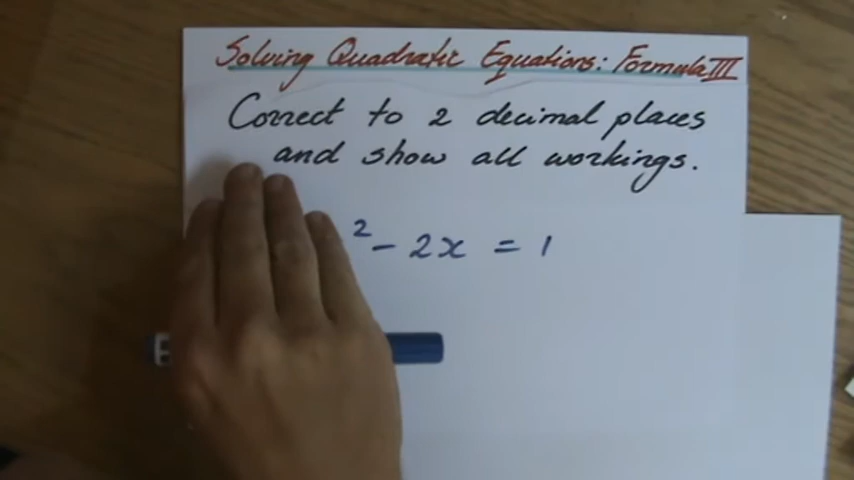 Solving Quadratic Equations: Formula III
Correct to 2 decimal places
and show all workings.
² - 2x = 1